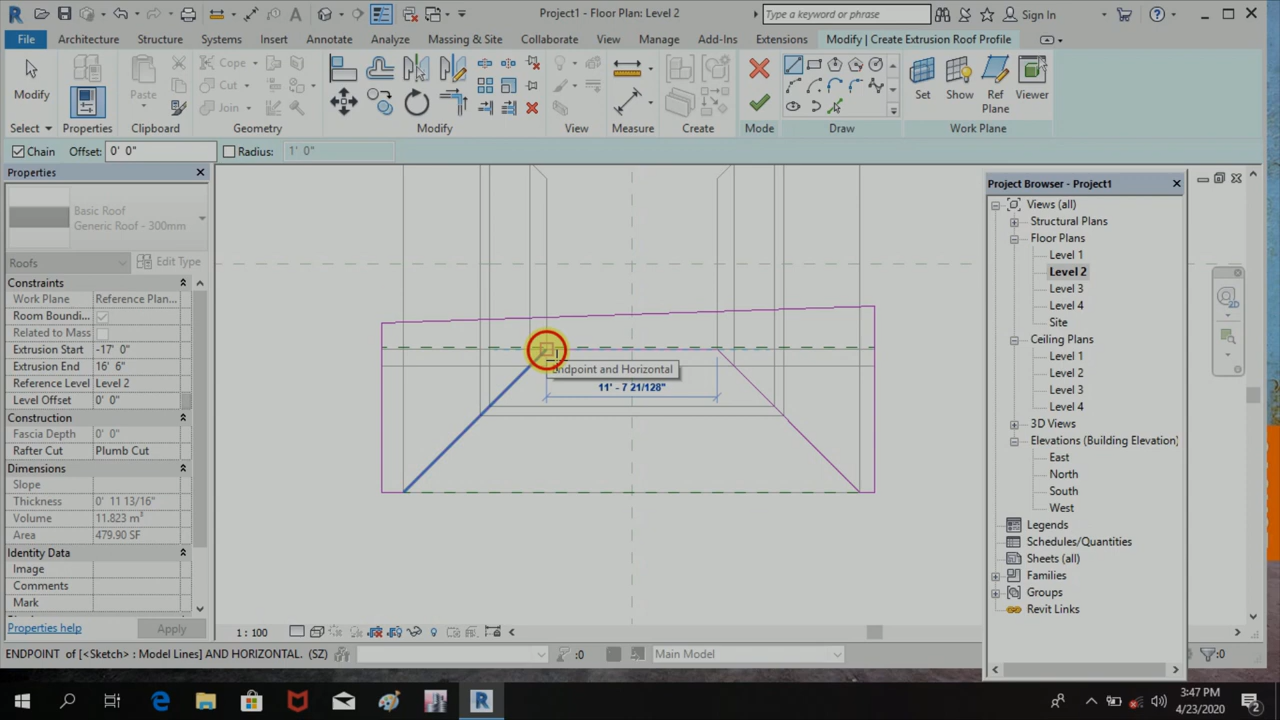 Project1 - Floor Plan: Level 2
Type a keyword or phrase
Sign In
File Architecture Structure Systems Insert Annotate Analyze Massing & Site Collaborate View Manage Add-Ins Extensions Modify | Create Extrusion Roof Profile
Modify
Paste
Cope
Cut
Join
Set Show Ref Plane Viewer
Select Properties Clipboard Geometry Modify View Measure Create Mode Draw Work Plane
Chain Offset: 0' 0" Radius: 1' 0"
Properties
Basic Roof
Generic Roof - 300mm
Roofs Edit Type
Constraints
Work Plane Reference Plan...
Room Boundi...
Related to Mass
Extrusion Start -17' 0"
Extrusion End 16' 6"
Reference Level Level 2
Level Offset 0' 0"
Construction
Fascia Depth 0' 0"
Rafter Cut Plumb Cut
Dimensions
Slope
Thickness 0' 11 13/16"
Volume 11.823 m³
Area 479.90 SF
Identity Data
Image
Comments
Mark
Properties help Apply
Endpoint and Horizontal
11' - 7 21/128"
Project Browser - Project1
Views (all)
Structural Plans
Floor Plans
Level 1
Level 2
Level 3
Level 4
Site
Ceiling Plans
Level 1
Level 2
Level 3
Level 4
3D Views
Elevations (Building Elevation)
East
North
South
West
Legends
Schedules/Quantities
Sheets (all)
Families
Groups
Revit Links
1 : 100
ENDPOINT of [<Sketch> : Model Lines] AND HORIZONTAL. (SZ)
:0
Main Model
:0
3:47 PM
4/23/2020
2